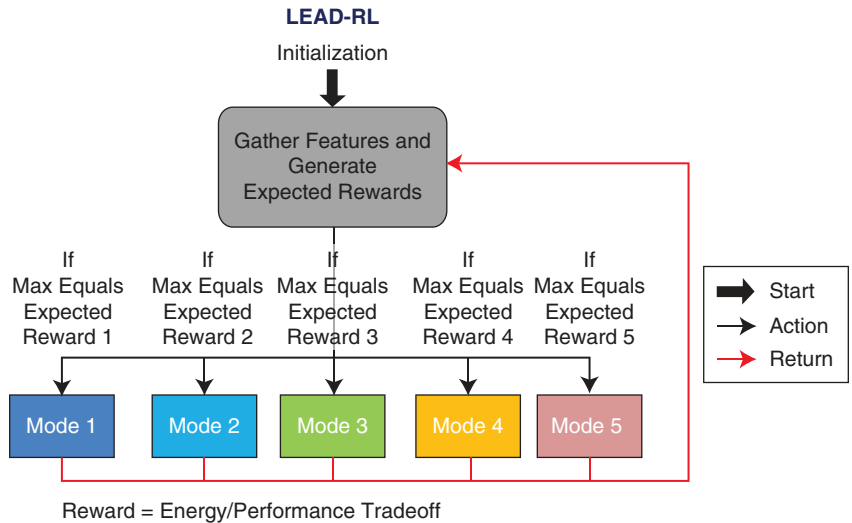 LEAD-RL
Initialization
Gather Features and
Generate
Expected Rewards
If
Max Equals
Expected
Reward 1
If
Max Equals
Expected
Reward 2
If
Max Equals
Expected
Reward 3
If
Max Equals
Expected
Reward 4
If
Max Equals
Expected
Reward 5
Start
Action
Return
Mode 1
Mode 2
Mode 3
Mode 4
Mode 5
Reward = Energy/Performance Tradeoff